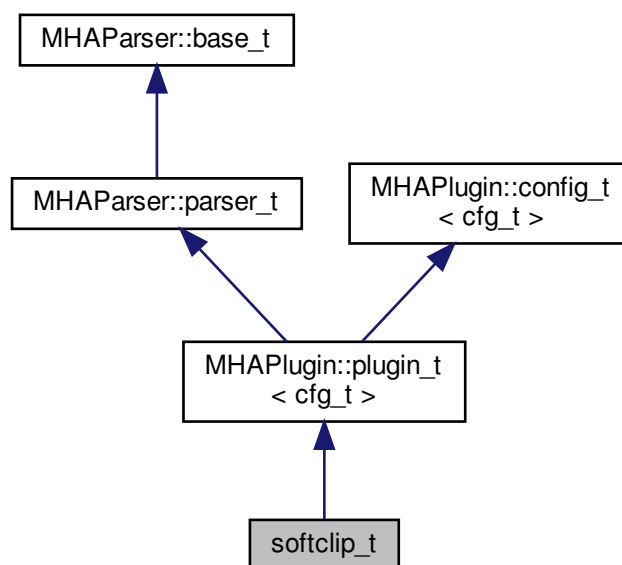 MHAParser::base_t
MHAParser::parser_t
MHAPlugin::config_t
< cfg_t >
MHAPlugin::plugin_t
< cfg_t >
softclip_t